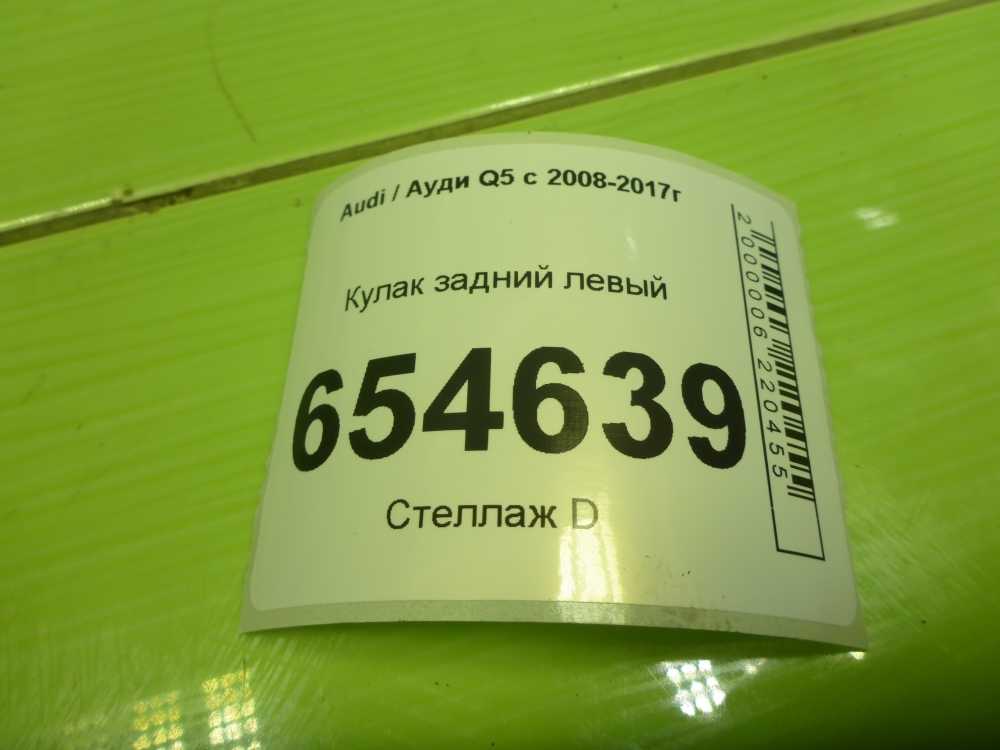 Audi / Ауди Q5 с 2008-2017г
Кулак задний левый
654639
Стеллаж D
2000006220455